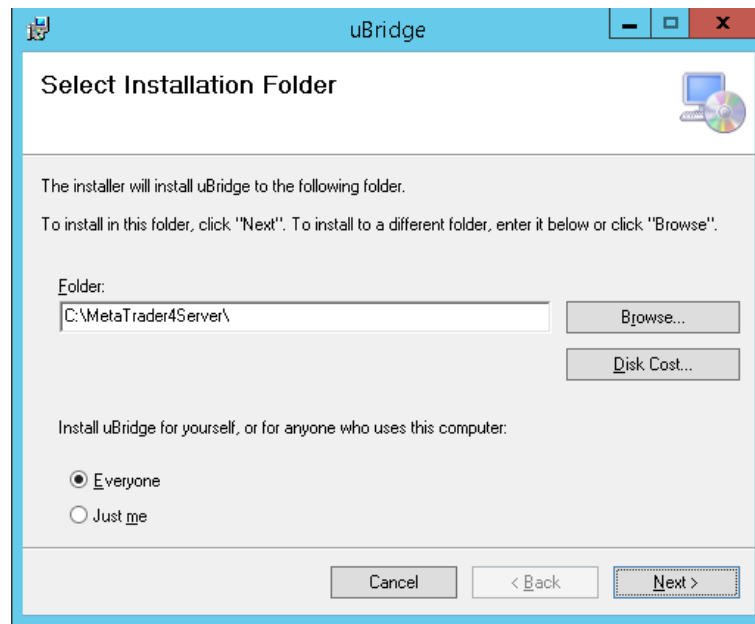 uBridge
Select Installation Folder
The installer will install uBridge to the following folder.
To install in this folder, click "Next". To install to a different folder, enter it below or click "Browse".
Folder:
C:\MetaTrader4Server\
Browse...
Disk Cost...
Install uBridge for yourself, or for anyone who uses this computer:
Everyone
Just me
Cancel
< Back
Next >